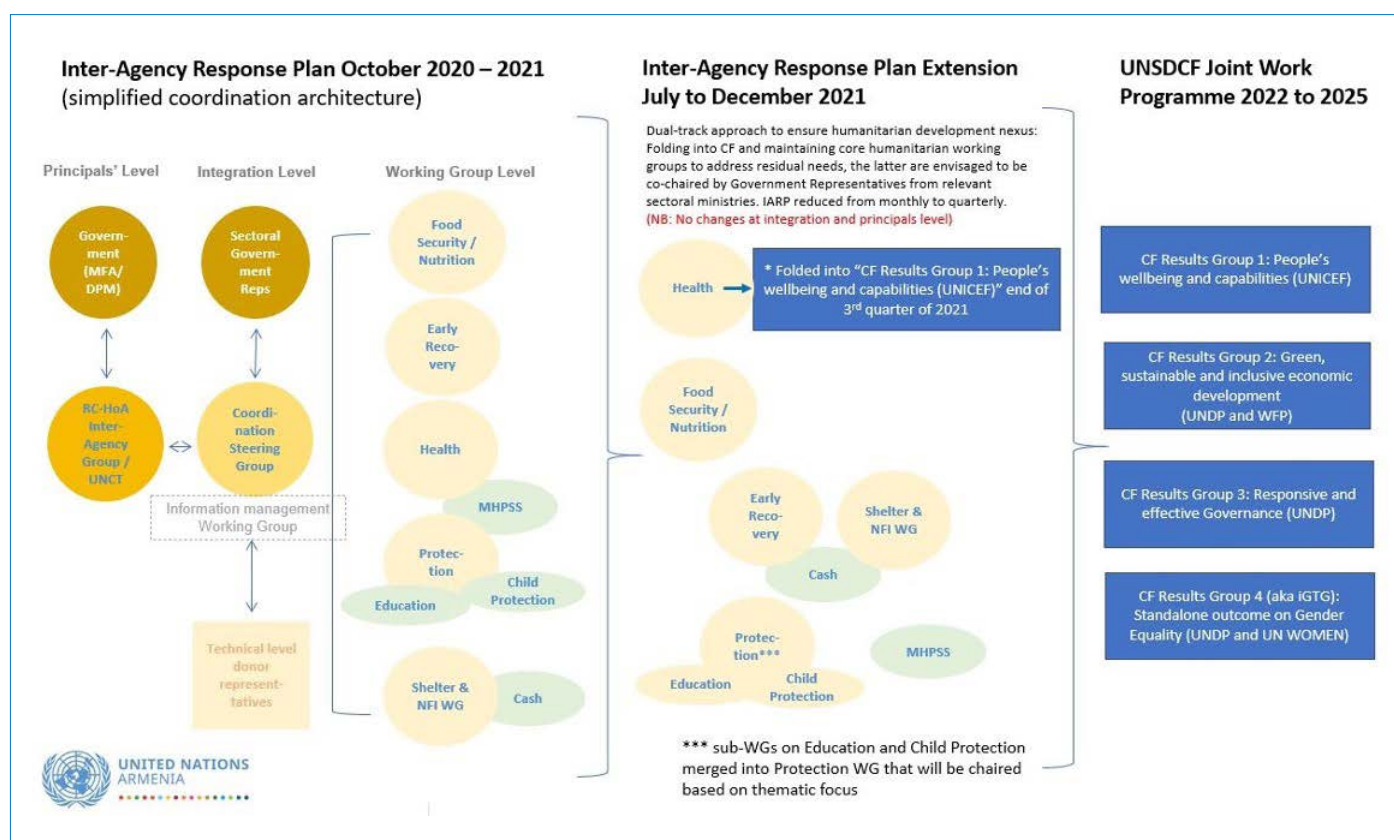 Inter-Agency Response Plan October 2020 – 2021
(simplified coordination architecture)
Principals' Level
Integration Level
Working Group Level
Govern-
ment
(MFA/
DPM)
Sectoral
Govern-
ment
Reps
RC-HoA
Inter-
Agency
Group /
UNCT
Coordi-
nation
Steering
Group
Information management
Working Group
Technical level
donor
represent-
tatives
Food
Security /
Nutrition
Early
Reco-
very
Health
MHPSS
Protec-
tion
Education
Child
Protection
Shelter &
NFI WG
Cash
UNITED NATIONS
ARMENIA
Inter-Agency Response Plan Extension
July to December 2021
Dual-track approach to ensure humanitarian development nexus:
Folding into CF and maintaining core humanitarian working
groups to address residual needs, the latter are envisaged to be
co-chaired by Government Representatives from relevant
sectoral ministries. IARP reduced from monthly to quarterly.
(NB: No changes at integration and principals level)
Health
* Folded into “CF Results Group 1: People's
wellbeing and capabilities (UNICEF)” end of
3rd quarter of 2021
Food
Security /
Nutrition
Early
Reco-
very
Shelter &
NFI WG
Cash
Protec-
tion***
MHPSS
Education
Child
Protection
*** sub-WGs on Education and Child Protection
merged into Protection WG that will be chaired
based on thematic focus
UNSDCF Joint Work
Programme 2022 to 2025
CF Results Group 1: People's
wellbeing and capabilities (UNICEF)
CF Results Group 2: Green,
sustainable and inclusive economic
development
(UNDP and WFP)
CF Results Group 3: Responsive and
effective Governance (UNDP)
CF Results Group 4 (aka iGTG):
Standalone outcome on Gender
Equality (UNDP and UN WOMEN)